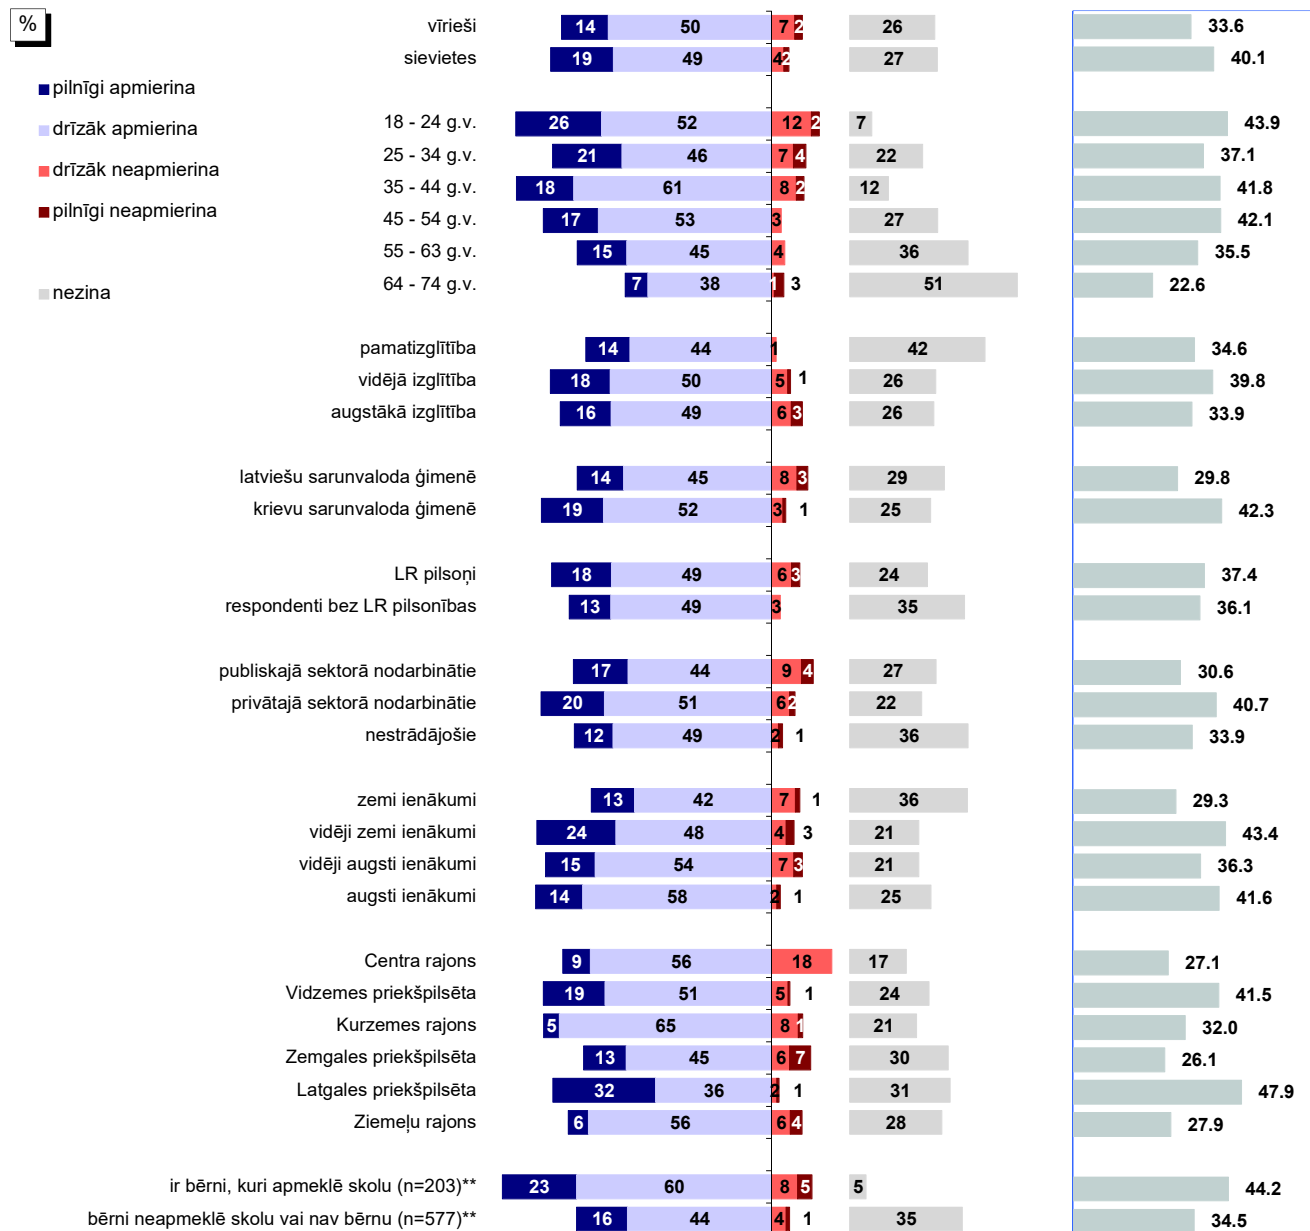 %
pilnīgi apmierina
drīzāk apmierina
drīzāk neapmierina
pilnīgi neapmierina
nezina
vīrieši 14 50 7 2 26 33.6
sievietes 19 49 4 2 27 40.1
18 - 24 g.v. 26 52 12 2 7 43.9
25 - 34 g.v. 21 46 7 4 22 37.1
35 - 44 g.v. 18 61 8 2 12 41.8
45 - 54 g.v. 17 53 3 27 42.1
55 - 63 g.v. 15 45 4 36 35.5
64 - 74 g.v. 7 38 1 3 51 22.6
pamatizglītība 14 44 1 42 34.6
vidējā izglītība 18 50 5 1 26 39.8
augstākā izglītība 16 49 6 3 26 33.9
latviešu sarunvaloda ģimenē 14 45 8 3 29 29.8
krievu sarunvaloda ģimenē 19 52 3 1 25 42.3
LR pilsoņi 18 49 6 3 24 37.4
respondenti bez LR pilsonības 13 49 3 35 36.1
publiskajā sektorā nodarbinātie 17 44 9 4 27 30.6
privātajā sektorā nodarbinātie 20 51 6 2 22 40.7
nestrādājošie 12 49 2 1 36 33.9
zemi ienākumi 13 42 7 1 36 29.3
vidēji zemi ienākumi 24 48 4 3 21 43.4
vidēji augsti ienākumi 15 54 7 3 21 36.3
augsti ienākumi 14 58 2 1 25 41.6
Centra rajons 9 56 18 17 27.1
Vidzemes priekšpilsēta 19 51 5 1 24 41.5
Kurzemes rajons 5 65 8 1 21 32.0
Zemgales priekšpilsēta 13 45 6 7 30 26.1
Latgales priekšpilsēta 32 36 2 1 31 47.9
Ziemeļu rajons 6 56 6 4 28 27.9
ir bērni, kuri apmeklē skolu (n=203)** 23 60 8 5 5 44.2
bērni neapmeklē skolu vai nav bērnu (n=577)** 16 44 4 1 35 34.5